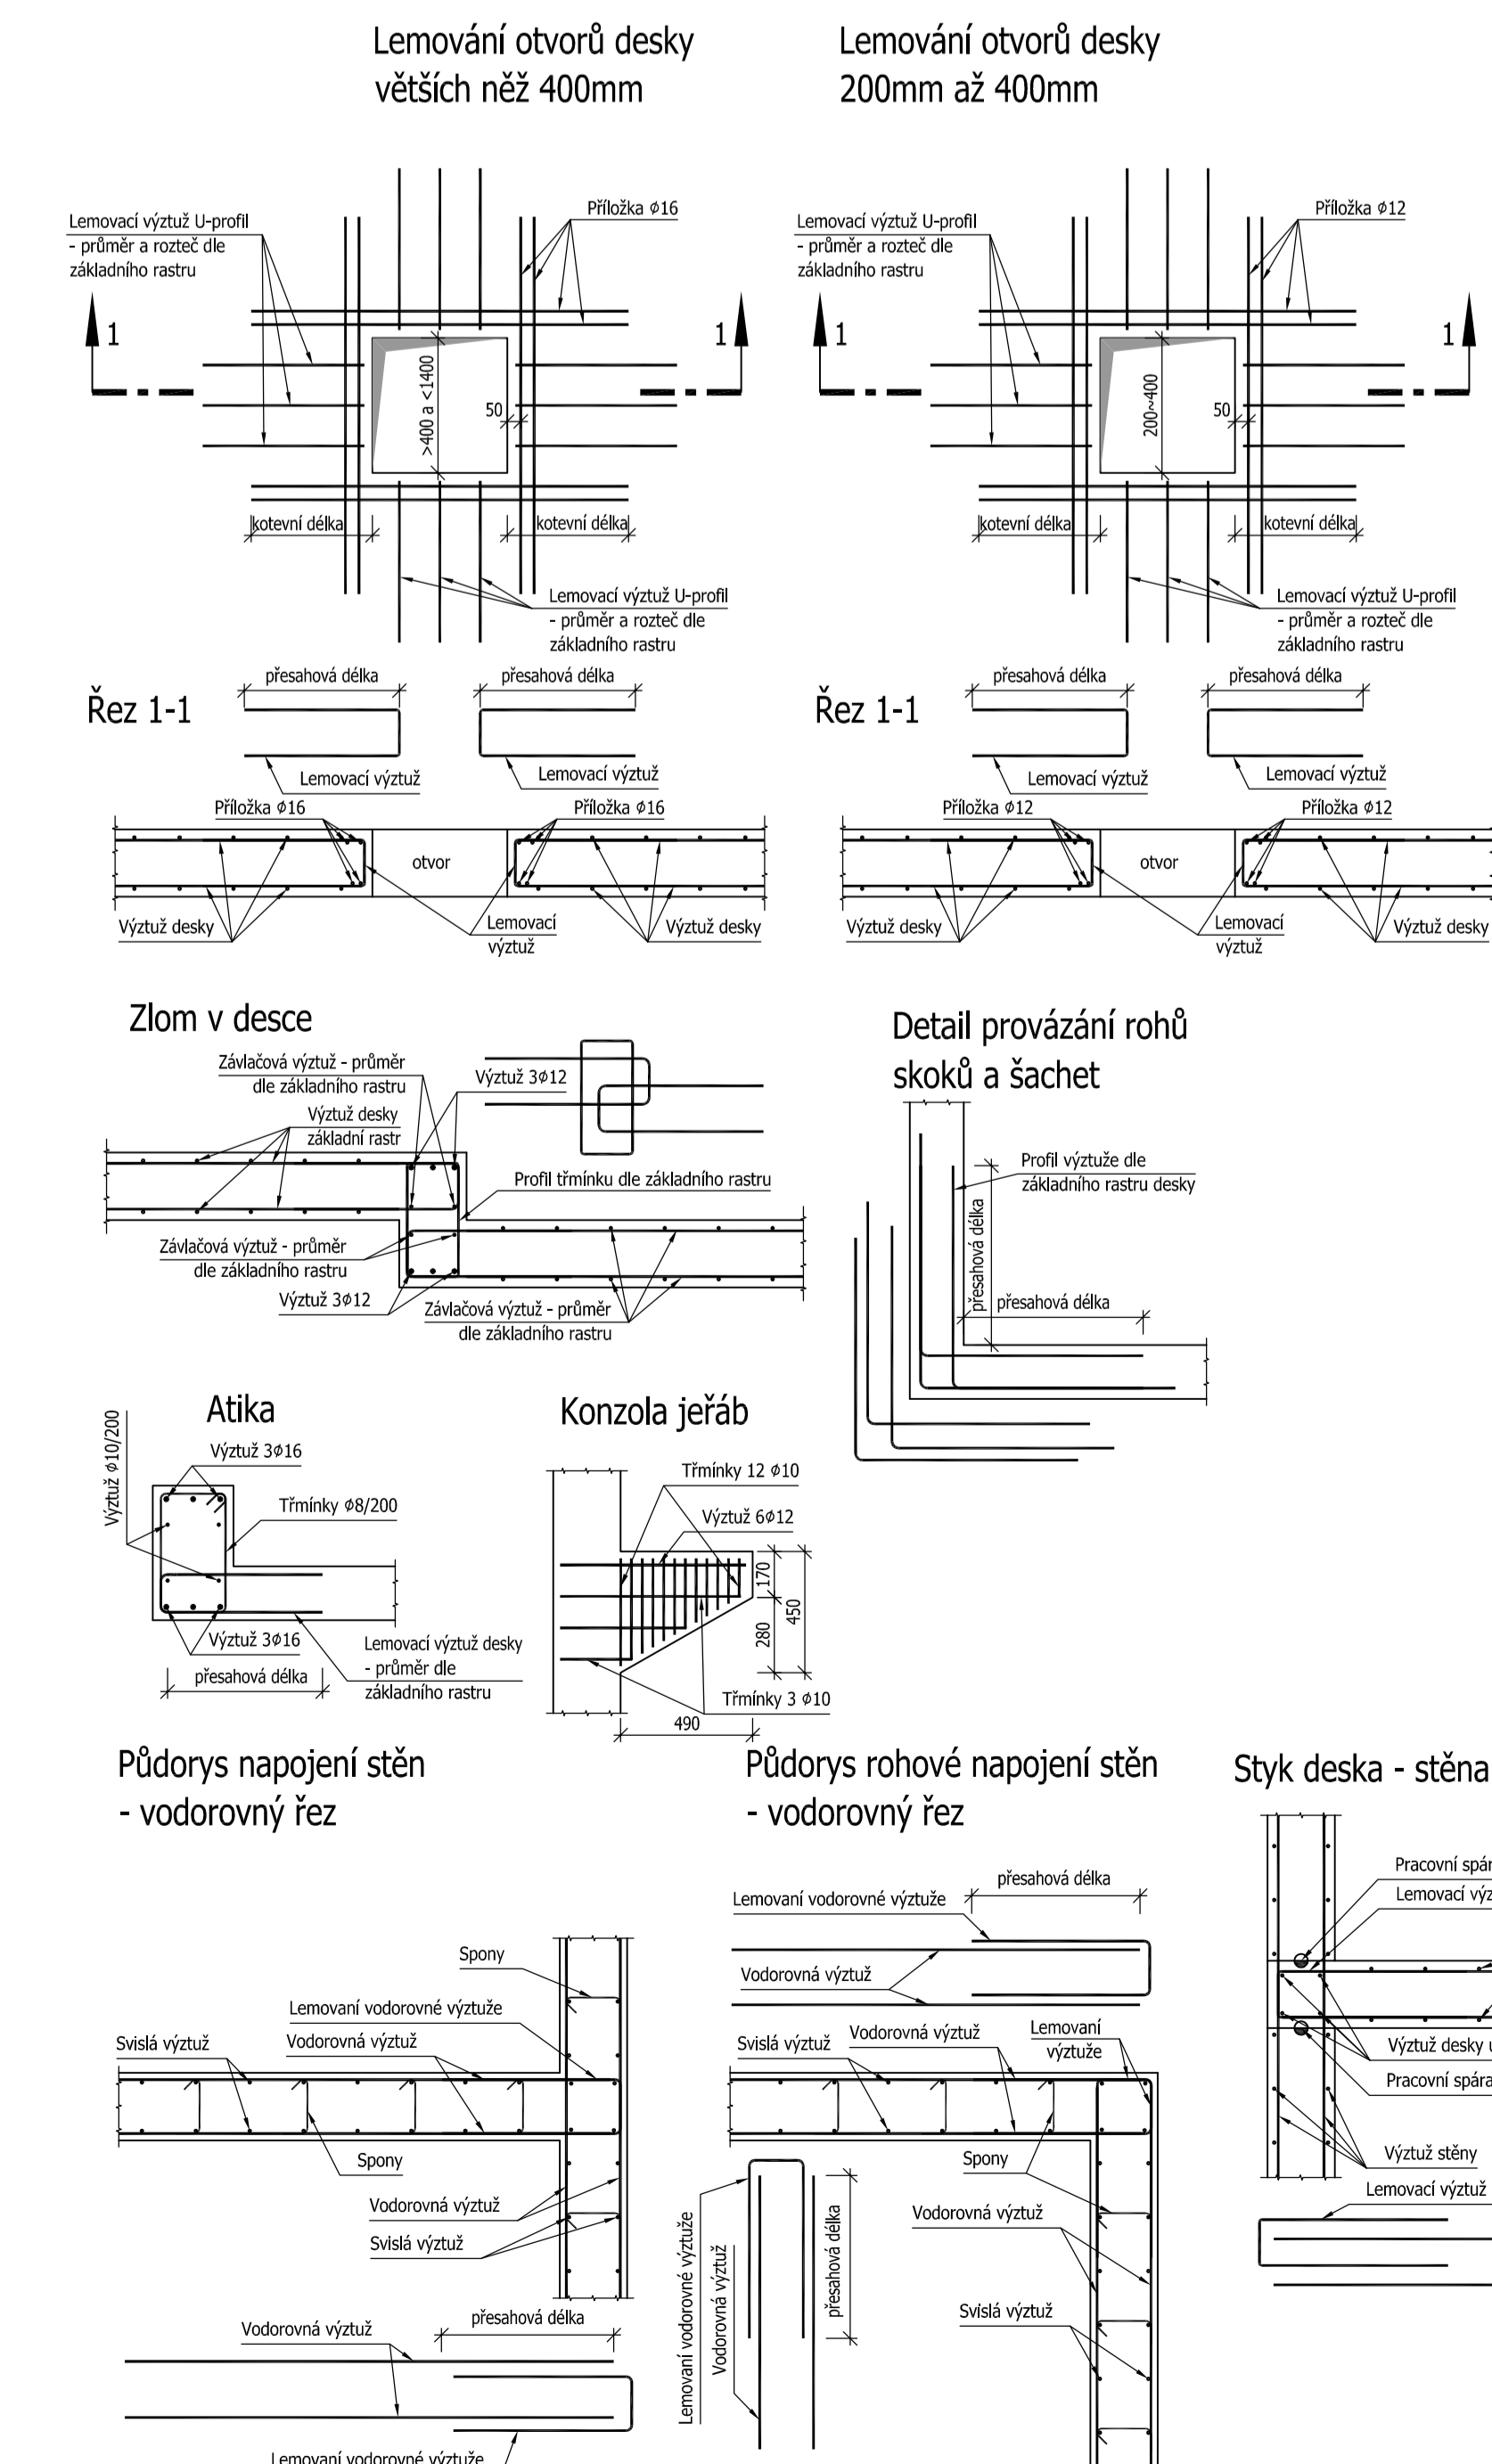 Lemování otvorů desky
větších něž 400mm
Lemování otvorů desky
200mm až 400mm
Lemovací výztuž U-profil
- průměr a rozteč dle
základního rastru
Příložka ϕ16
1
1
>400 a <1400
50
kotevní délka
kotevní délka
Lemovací výztuž U-profil
- průměr a rozteč dle
základního rastru
Lemovací výztuž U-profil
- průměr a rozteč dle
základního rastru
Příložka ϕ12
1
1
200~400
50
kotevní délka
kotevní délka
Lemovací výztuž U-profil
- průměr a rozteč dle
základního rastru
Řez 1-1
přesahová délka
přesahová délka
Lemovací výztuž
Lemovací výztuž
Příložka ϕ16
Příložka ϕ16
otvor
Výztuž desky
Lemovací
výztuž
Výztuž desky
Řez 1-1
přesahová délka
přesahová délka
Lemovací výztuž
Lemovací výztuž
Příložka ϕ12
Příložka ϕ12
otvor
Výztuž desky
Lemovací
výztuž
Výztuž desky
Zlom v desce
Závlačová výztuž - průměr
dle základního rastru
Výztuž 3ϕ12
Výztuž desky
základní rastr
Profil třmínku dle základního rastru
Závlačová výztuž - průměr
dle základního rastru
Výztuž 3ϕ12
Závlačová výztuž - průměr
dle základního rastru
Detail provázání rohů
skoků a šachet
Profil výztuže dle
základního rastru desky
přesahová délka
přesahová délka
Atika
Výztuž ϕ10/200
Výztuž 3ϕ16
Třmínky ϕ8/200
Výztuž 3ϕ16
přesahová délka
Lemovací výztuž desky
- průměr dle
základního rastru
Konzola jeřáb
Třmínky 12 ϕ10
Výztuž 6ϕ12
170
280
450
Třmínky 3 ϕ10
490
Půdorys napojení stěn
- vodorovný řez
Spony
Lemovaní vodorovné výztuže
Svislá výztuž
Vodorovná výztuž
Spony
Vodorovná výztuž
Svislá výztuž
přesahová délka
Vodorovná výztuž
Lemovaní vodorovné výztuže
Půdorys rohové napojení stěn
- vodorovný řez
přesahová délka
Lemovaní vodorovné výztuže
Vodorovná výztuž
Svislá výztuž
Vodorovná výztuž
Lemovaní
výztuže
Spony
Vodorovná výztuž
Svislá výztuž
Lemovaní vodorovné výztuže
Vodorovná výztuž
přesahová délka
Styk deska - stěna
Pracovní spár
Lemovací výz
Výztuž desky u
Pracovní spára
Výztuž stěny
Lemovací výztuž